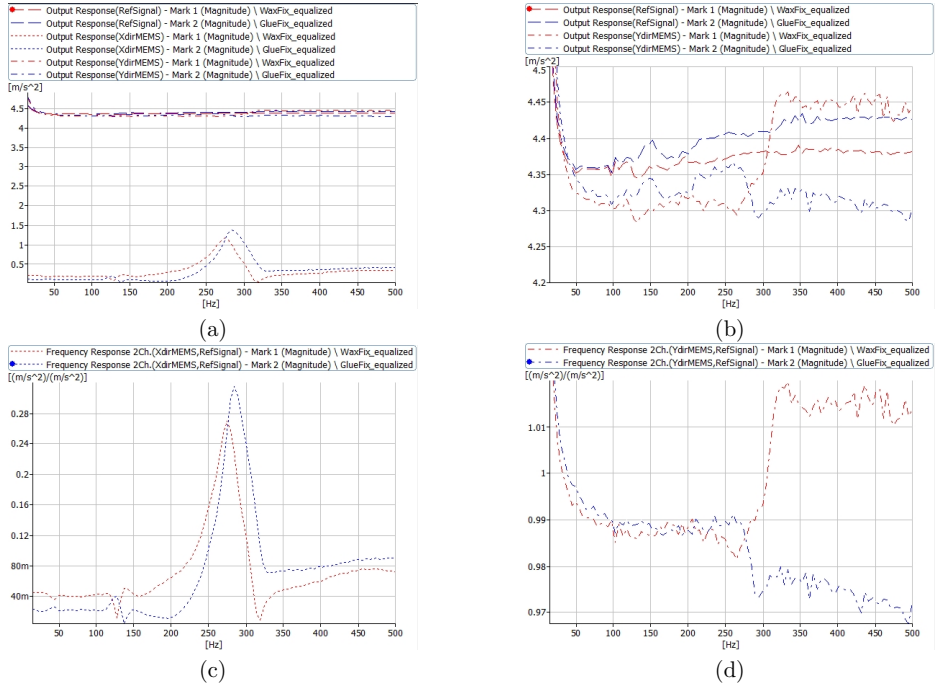 Output Response(RefSignal) - Mark 1 (Magnitude) \ WaxFix_equalized
Output Response(RefSignal) - Mark 2 (Magnitude) \ GlueFix_equalized
Output Response(XdirMEMS) - Mark 1 (Magnitude) \ WaxFix_equalized
Output Response(XdirMEMS) - Mark 2 (Magnitude) \ GlueFix_equalized
Output Response(YdirMEMS) - Mark 1 (Magnitude) \ WaxFix_equalized
Output Response(YdirMEMS) - Mark 2 (Magnitude) \ GlueFix_equalized
[m/s^2]
4.5
4
3.5
3
2.5
2
1.5
1
0.5
50 100 150 200 250 300 350 400 450 500
[Hz]
(a)
Output Response(RefSignal) - Mark 1 (Magnitude) \ WaxFix_equalized
Output Response(RefSignal) - Mark 2 (Magnitude) \ GlueFix_equalized
Output Response(YdirMEMS) - Mark 1 (Magnitude) \ WaxFix_equalized
Output Response(YdirMEMS) - Mark 2 (Magnitude) \ GlueFix_equalized
[m/s^2]
4.5
4.45
4.4
4.35
4.3
4.25
4.2
50 100 150 200 250 300 350 400 450 500
[Hz]
(b)
Frequency Response 2Ch.(XdirMEMS,RefSignal) - Mark 1 (Magnitude) \ WaxFix_equalized
Frequency Response 2Ch.(XdirMEMS,RefSignal) - Mark 2 (Magnitude) \ GlueFix_equalized
[(m/s^2)/(m/s^2)]
0.28
0.24
0.2
0.16
0.12
80m
40m
50 100 150 200 250 300 350 400 450 500
[Hz]
(c)
Frequency Response 2Ch.(YdirMEMS,RefSignal) - Mark 1 (Magnitude) \ WaxFix_equalized
Frequency Response 2Ch.(YdirMEMS,RefSignal) - Mark 2 (Magnitude) \ GlueFix_equalized
[(m/s^2)/(m/s^2)]
1.01
1
0.99
0.98
0.97
50 100 150 200 250 300 350 400 450 500
[Hz]
(d)